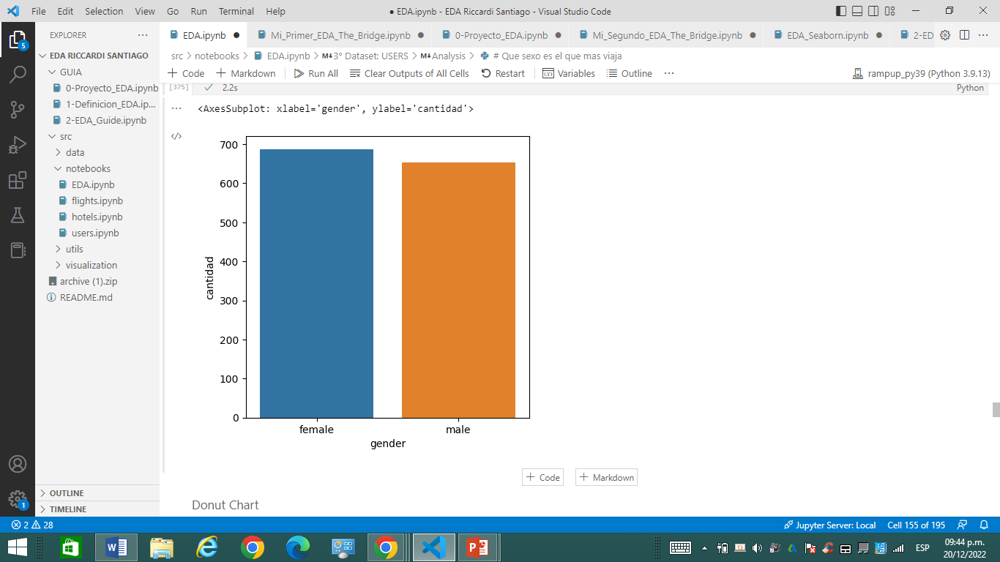 File Edit Selection View Go Run Terminal Help
● EDA.ipynb - EDA Riccardi Santiago - Visual Studio Code
EXPLORER ···
EDA RICCARDI SANTIAGO
GUIA
0-Proyecto_EDA.ipynb
1-Definicion_EDA.ip...
2-EDA_Guide.ipynb
src
data
notebooks
EDA.ipynb
flights.ipynb
hotels.ipynb
users.ipynb
utils
visualization
archive (1).zip
README.md
OUTLINE
TIMELINE
5
1
EDA.ipynb ● Mi_Primer_EDA_The_Bridge.ipynb ● 0-Proyecto_EDA.ipynb ● Mi_Segundo_EDA_The_Bridge.ipynb ● EDA_Seaborn.ipynb ● 2-ED
src > notebooks > EDA.ipynb > M↓3° Dataset: USERS > M↓Analysis > # Que sexo es el que mas viaja
+ Code + Markdown Run All Clear Outputs of All Cells Restart Variables Outline ··· rampup_py39 (Python 3.9.13)
[375] ✓ 2.2s Python
<AxesSubplot: xlabel='gender', ylabel='cantidad'>
700
600
500
400
300
200
100
0
cantidad
female male
gender
+ Code + Markdown
Donut Chart
2 28 Jupyter Server: Local Cell 155 of 195
ESP
09:44 p.m.
20/12/2022